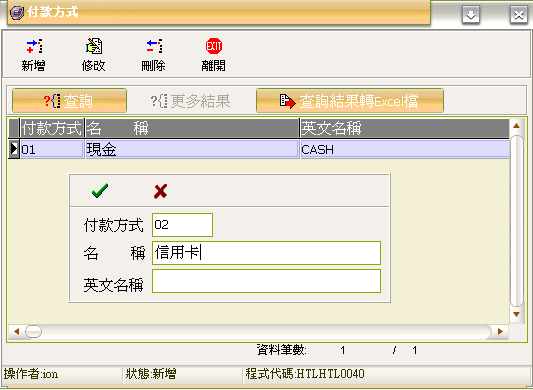 付款方式
新增 修改 刪除 離開
EXIT
查詢 更多結果 查詢結果轉Excel檔
付款方式 名 稱 英文名稱
01 現金 CASH
付款方式 02
名 稱 信用卡
英文名稱
資料筆數: 1 / 1
操作者:ion 狀態:新增 程式代碼:HTLHTL0040